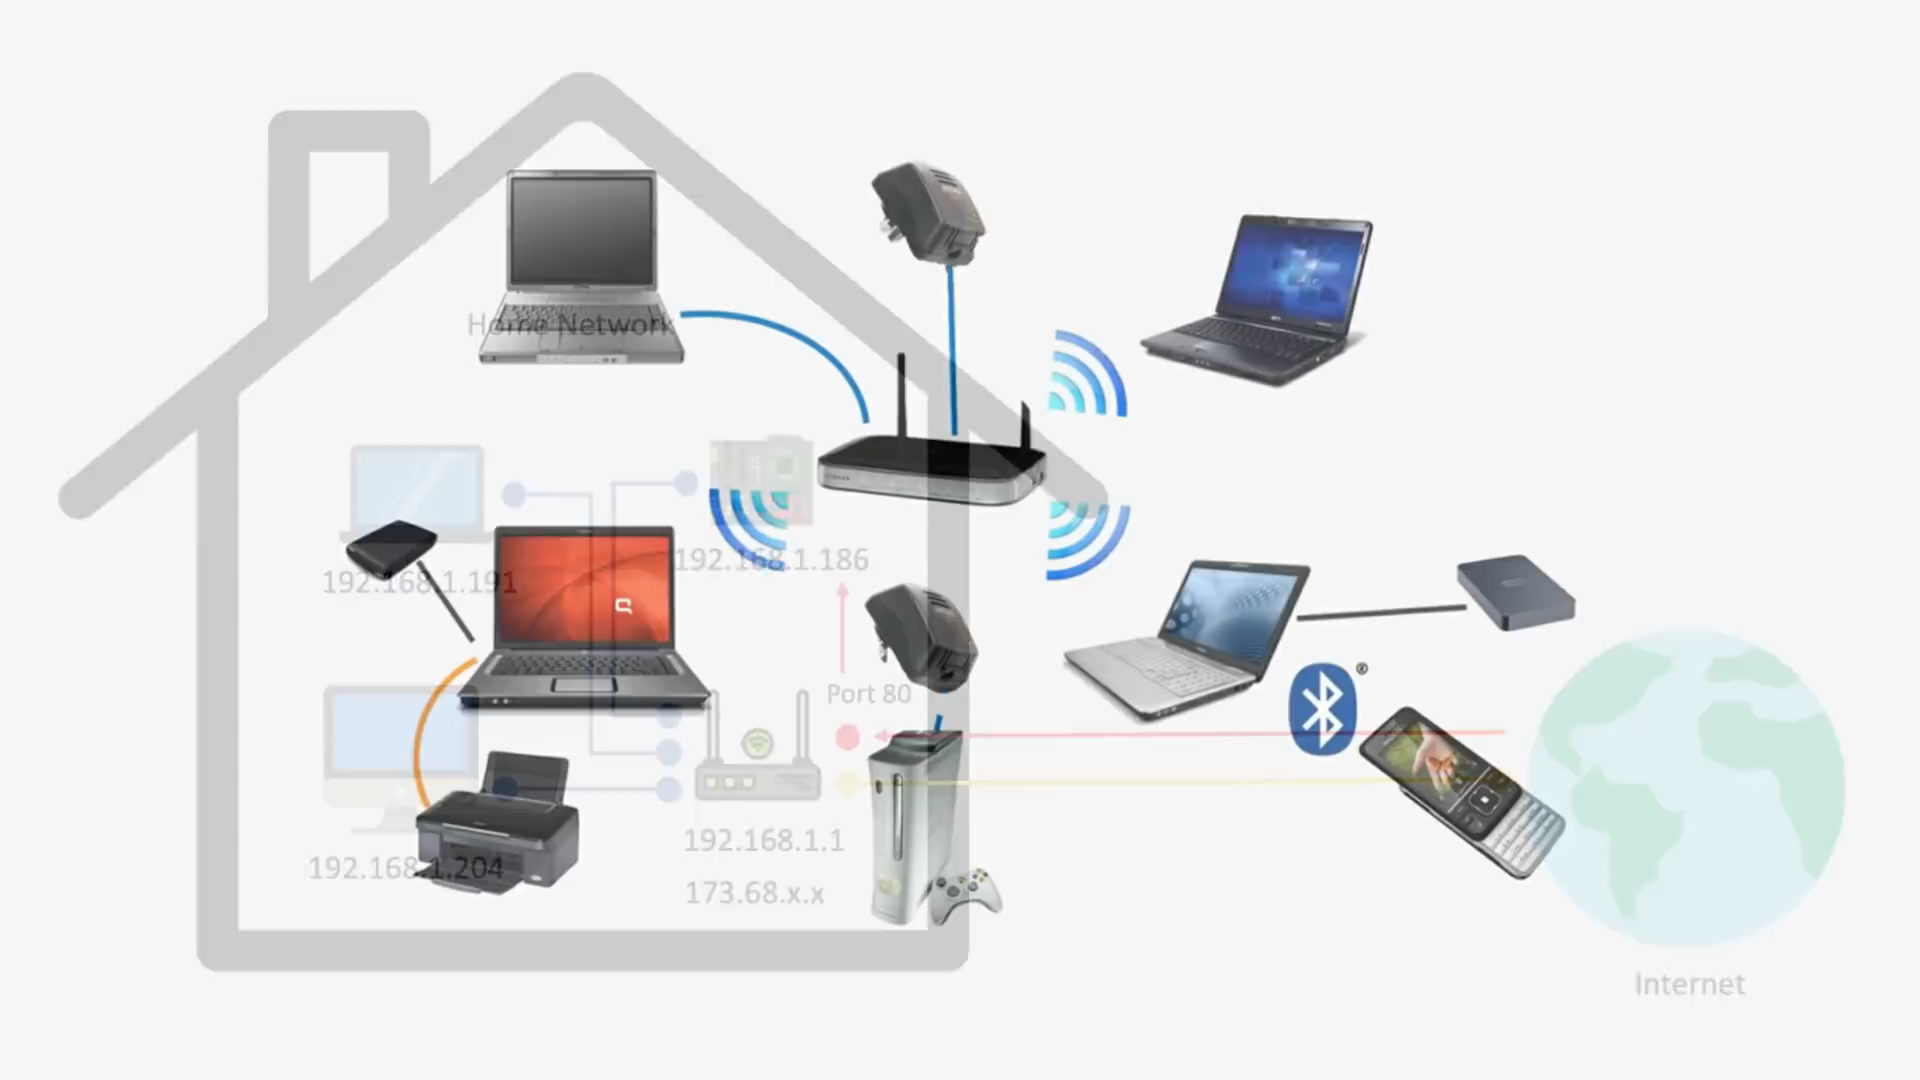 Home Network
192.168.1.186
192.168.1.191
Port 80
192.168.1.1
192.168.1.204
173.68.x.x
Internet